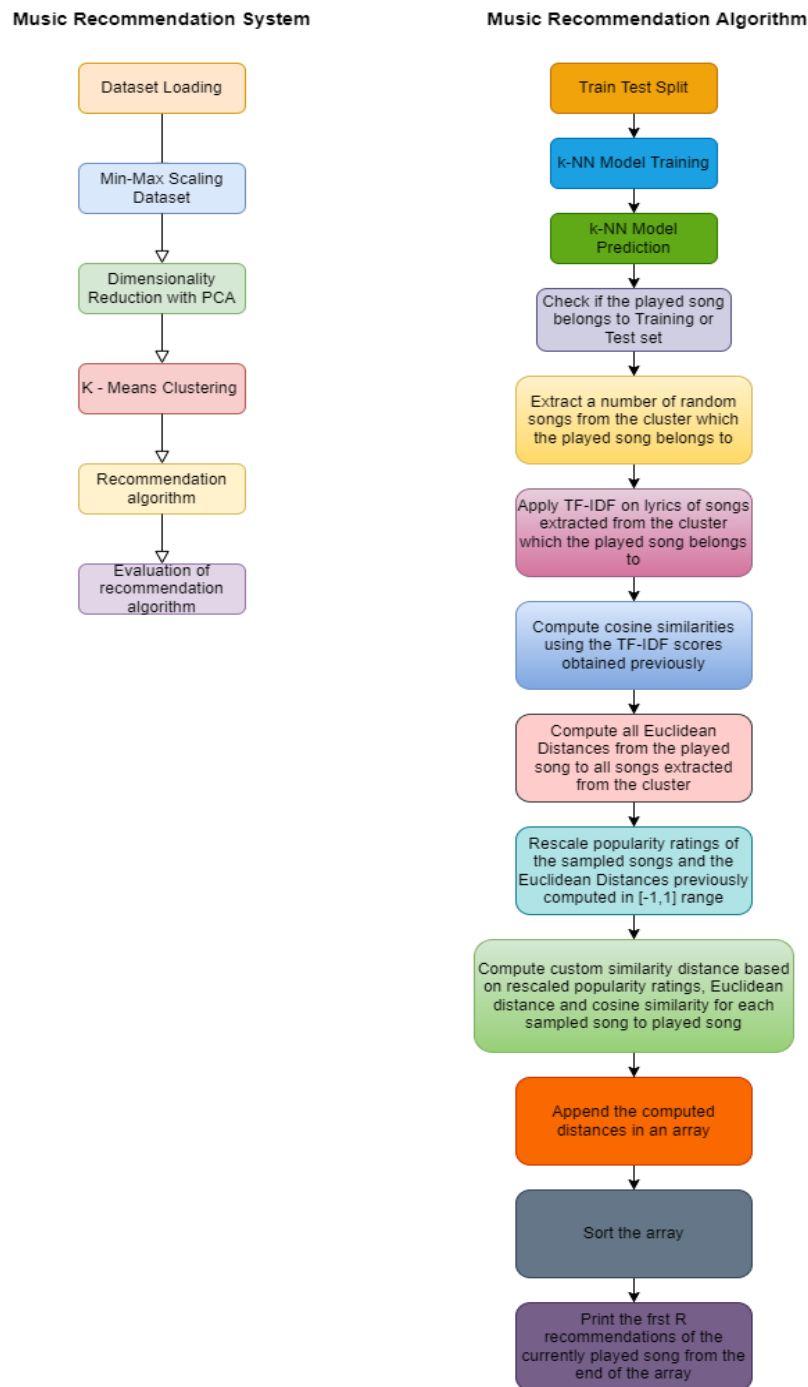 Music Recommendation System
Dataset Loading
Min-Max Scaling
Dataset
Dimensionality
Reduction with PCA
K - Means Clustering
Recommendation
algorithm
Evaluation of
recommendation
algorithm
Music Recommendation Algorithm
Train Test Split
k-NN Model Training
k-NN Model
Prediction
Check if the played song
belongs to Training or
Test set
Extract a number of random
songs from the cluster which
the played song belongs to
Apply TF-IDF on lyrics of songs
extracted from the cluster
which the played song belongs
to
Compute cosine similarities
using the TF-IDF scores
obtained previously
Compute all Euclidean
Distances from the played
song to all songs extracted
from the cluster
Rescale popularity ratings of
the sampled songs and the
Euclidean Distances previously
computed in [-1,1] range
Compute custom similarity distance based
on rescaled popularity ratings, Euclidean
distance and cosine similarity for each
sampled song to played song
Append the computed
distances in an array
Sort the array
Print the frst R
recommendations of the
currently played song from the
end of the array